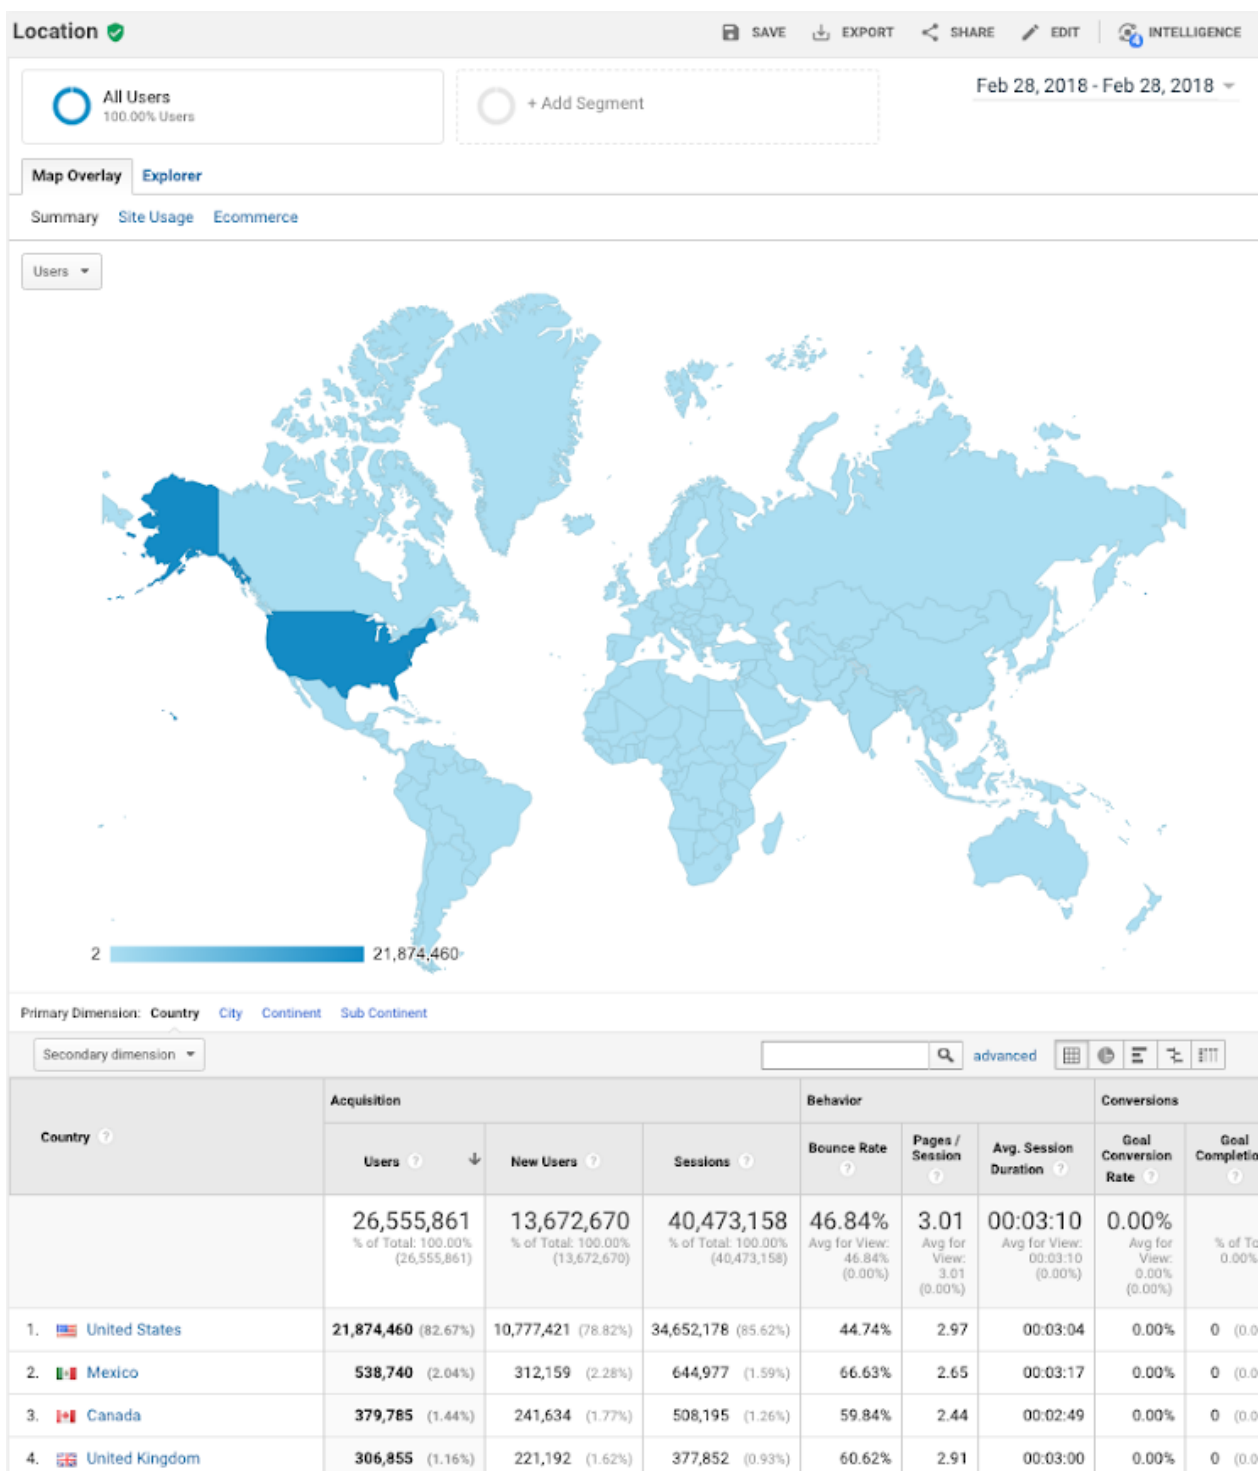 Location
SAVE EXPORT SHARE EDIT INTELLIGENCE
4
All Users
100.00% Users
+ Add Segment
Feb 28, 2018 - Feb 28, 2018
Map Overlay Explorer
Summary Site Usage Ecommerce
Users
2 21,874,460
Primary Dimension: Country City Continent Sub Continent
Secondary dimension
advanced
Acquisition Behavior Conversions
Country ?
Users ? New Users ? Sessions ? Bounce Rate ? Pages / Session ? Avg. Session Duration ? Goal Conversion Rate ? Goal Completio ?
26,555,861 13,672,670 40,473,158 46.84% 3.01 00:03:10 0.00%
% of Total: 100.00% (26,555,861) % of Total: 100.00% (13,672,670) % of Total: 100.00% (40,473,158) Avg for View: 46.84% (0.00%) Avg for View: 3.01 (0.00%) Avg for View: 00:03:10 (0.00%) Avg for View: 0.00% (0.00%) % of To 0.00%
1. United States 21,874,460 (82.67%) 10,777,421 (78.82%) 34,652,178 (85.62%) 44.74% 2.97 00:03:04 0.00% 0 (0.0
2. Mexico 538,740 (2.04%) 312,159 (2.28%) 644,977 (1.59%) 66.63% 2.65 00:03:17 0.00% 0 (0.0
3. Canada 379,785 (1.44%) 241,634 (1.77%) 508,195 (1.26%) 59.84% 2.44 00:02:49 0.00% 0 (0.0
4. United Kingdom 306,855 (1.16%) 221,192 (1.62%) 377,852 (0.93%) 60.62% 2.91 00:03:00 0.00% 0 (0.0